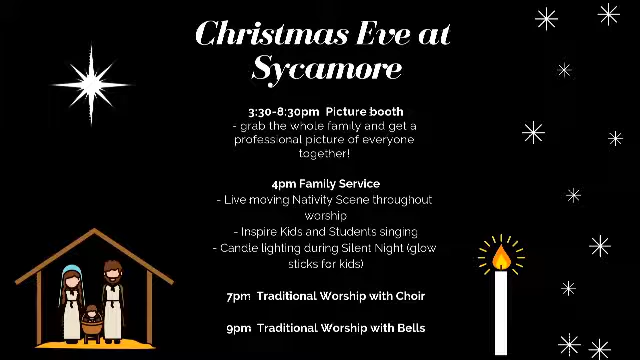 Christmas Eve at
Sycamore
3:30-8:30pm Picture booth
- grab the whole family and get a
professional picture of everyone
together!
4pm Family Service
- Live moving Nativity Scene throughout
worship
- Inspire Kids and Students singing
- Candle lighting during Silent Night (glow
sticks for kids)
7pm Traditional Worship with Choir
9pm Traditional Worship with Bells